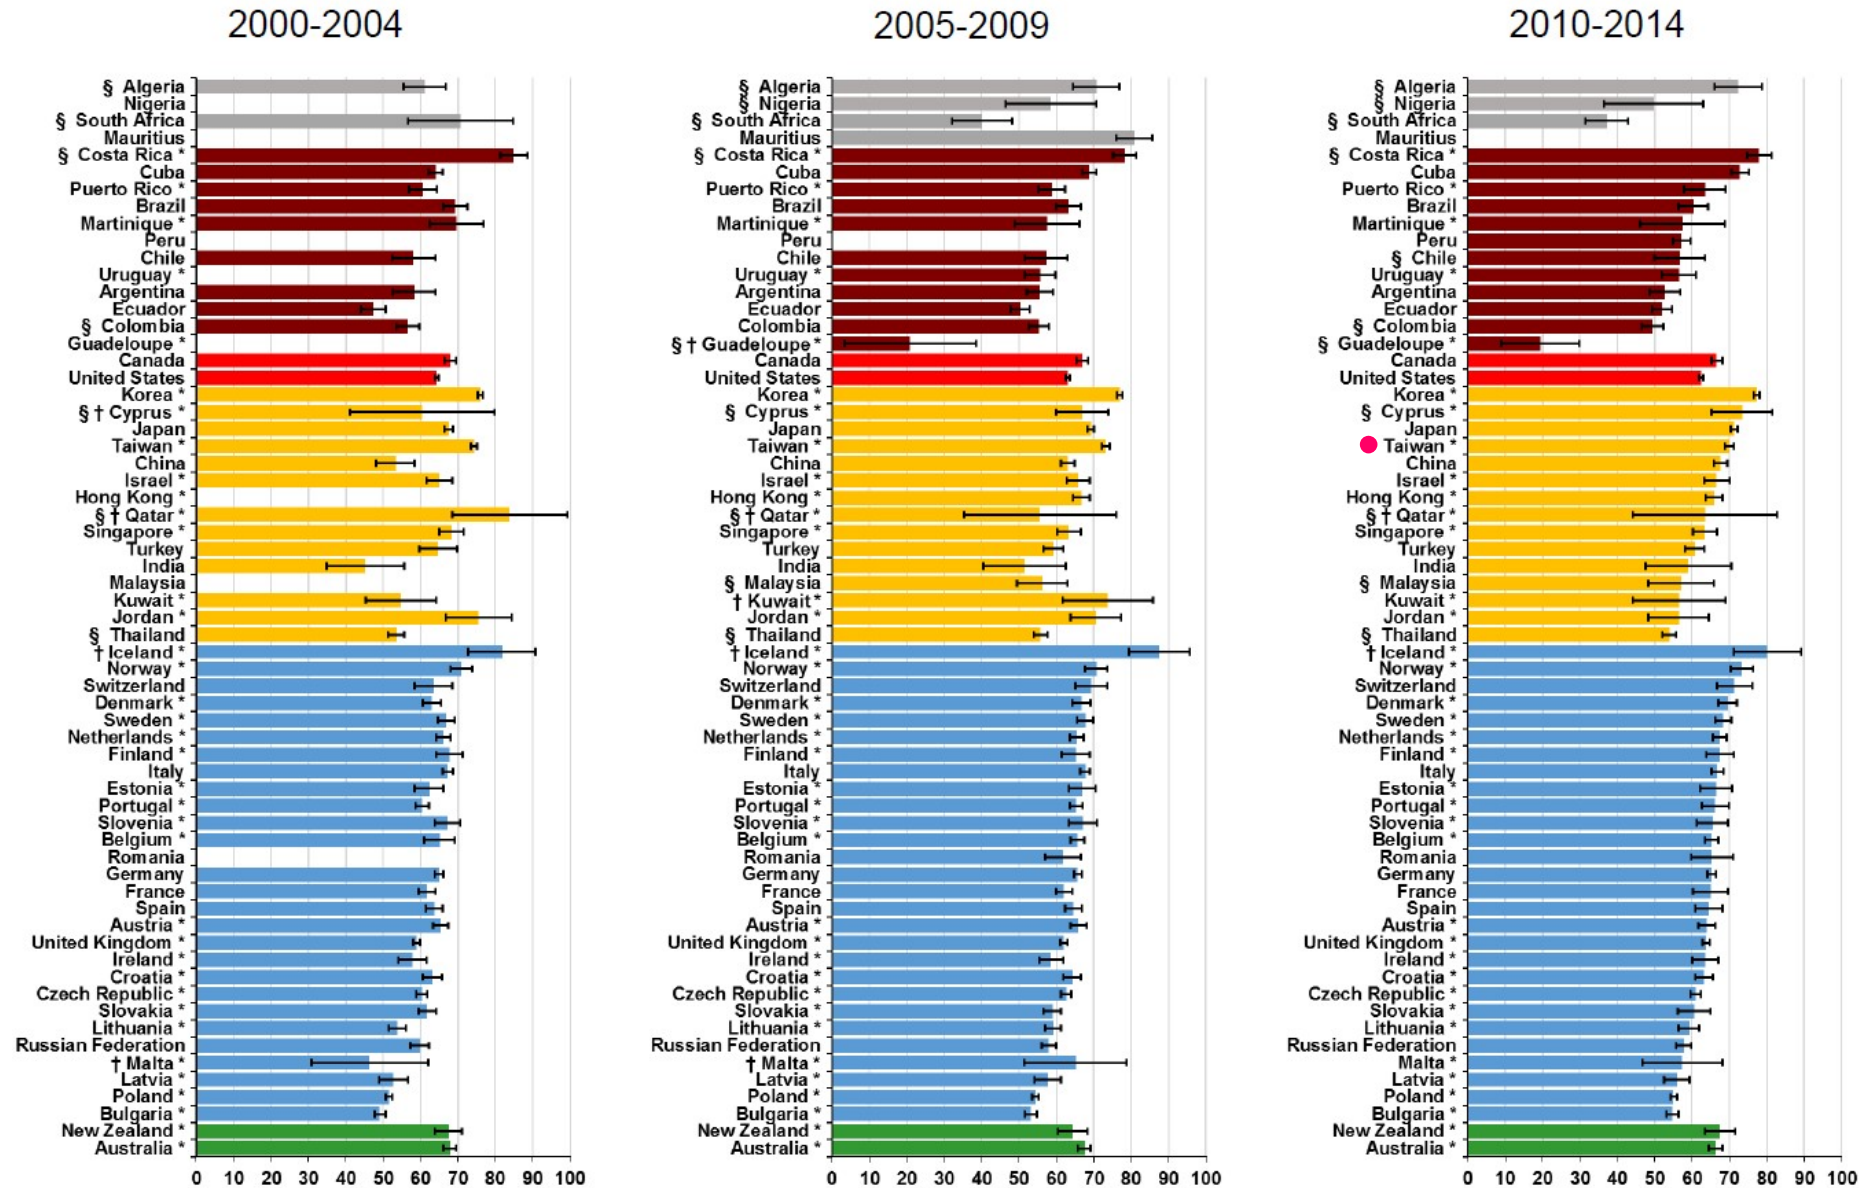 2000-2004
§ Algeria
Nigeria
§ South Africa
Mauritius
§ Costa Rica *
Cuba
Puerto Rico *
Brazil
Martinique *
Peru
Chile
Uruguay *
Argentina
Ecuador
§ Colombia
Guadeloupe *
Canada
United States
Korea *
§ † Cyprus *
Japan
Taiwan *
China
Israel *
Hong Kong *
§ † Qatar *
Singapore *
Turkey
India
Malaysia
Kuwait *
Jordan *
§ Thailand
† Iceland *
Norway *
Switzerland
Denmark *
Sweden *
Netherlands *
Finland *
Italy
Estonia *
Portugal *
Slovenia *
Belgium *
Romania
Germany
France
Spain
Austria *
United Kingdom *
Ireland *
Croatia *
Czech Republic *
Slovakia *
Lithuania *
Russian Federation
† Malta *
Latvia *
Poland *
Bulgaria *
New Zealand *
Australia *
0 10 20 30 40 50 60 70 80 90 100
2005-2009
§ Algeria
§ Nigeria
§ South Africa
Mauritius
§ Costa Rica *
Cuba
Puerto Rico *
Brazil
Martinique *
Peru
Chile
Uruguay *
Argentina
Ecuador
Colombia
§ † Guadeloupe *
Canada
United States
Korea *
§ Cyprus *
Japan
Taiwan *
China
Israel *
Hong Kong *
§ † Qatar *
Singapore *
Turkey
India
§ Malaysia
† Kuwait *
Jordan *
§ Thailand
† Iceland *
Norway *
Switzerland
Denmark *
Sweden *
Netherlands *
Finland *
Italy
Estonia *
Portugal *
Slovenia *
Belgium *
Romania
Germany
France
Spain
Austria *
United Kingdom *
Ireland *
Croatia *
Czech Republic *
Slovakia *
Lithuania *
Russian Federation
† Malta *
Latvia *
Poland *
Bulgaria *
New Zealand *
Australia *
0 10 20 30 40 50 60 70 80 90 100
2010-2014
§ Algeria
§ Nigeria
§ South Africa
Mauritius
§ Costa Rica *
Cuba
Puerto Rico *
Brazil
Martinique *
Peru
§ Chile
Uruguay *
Argentina
Ecuador
§ Colombia
§ Guadeloupe *
Canada
United States
Korea *
§ Cyprus *
Japan
Taiwan *
China
Israel *
Hong Kong *
§ † Qatar *
Singapore *
Turkey
India
§ Malaysia
Kuwait *
Jordan *
§ Thailand
† Iceland *
Norway *
Switzerland
Denmark *
Sweden *
Netherlands *
Finland *
Italy
Estonia *
Portugal *
Slovenia *
Belgium *
Romania
Germany
France
Spain
Austria *
United Kingdom *
Ireland *
Croatia *
Czech Republic *
Slovakia *
Lithuania *
Russian Federation
Malta *
Latvia *
Poland *
Bulgaria *
New Zealand *
Australia *
0 10 20 30 40 50 60 70 80 90 100